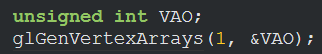 unsigned int VAO;
glGenVertexArrays(1, &VAO);